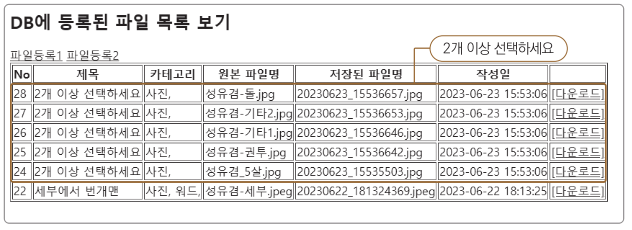 DB에 등록된 파일 목록 보기
2개 이상 선택하세요
파일등록1 파일등록2
No 제목 카테고리 원본 파일명 저장된 파일명 작성일
28 2개 이상 선택하세요 사진, 성유겸-돌.jpg 20230623_15536657.jpg 2023-06-23 15:53:06 [다운로드]
27 2개 이상 선택하세요 사진, 성유겸-기타2.jpg 20230623_15536653.jpg 2023-06-23 15:53:06 [다운로드]
26 2개 이상 선택하세요 사진, 성유겸-기타1.jpg 20230623_15536646.jpg 2023-06-23 15:53:06 [다운로드]
25 2개 이상 선택하세요 사진, 성유겸-권투.jpg 20230623_15536642.jpg 2023-06-23 15:53:06 [다운로드]
24 2개 이상 선택하세요 사진, 성유겸_5살.jpg 20230623_15535503.jpg 2023-06-23 15:53:06 [다운로드]
22 세부에서 번개맨 사진, 워드, 성유겸-세부.jpeg 20230622_181324369.jpeg 2023-06-22 18:13:25 [다운로드]